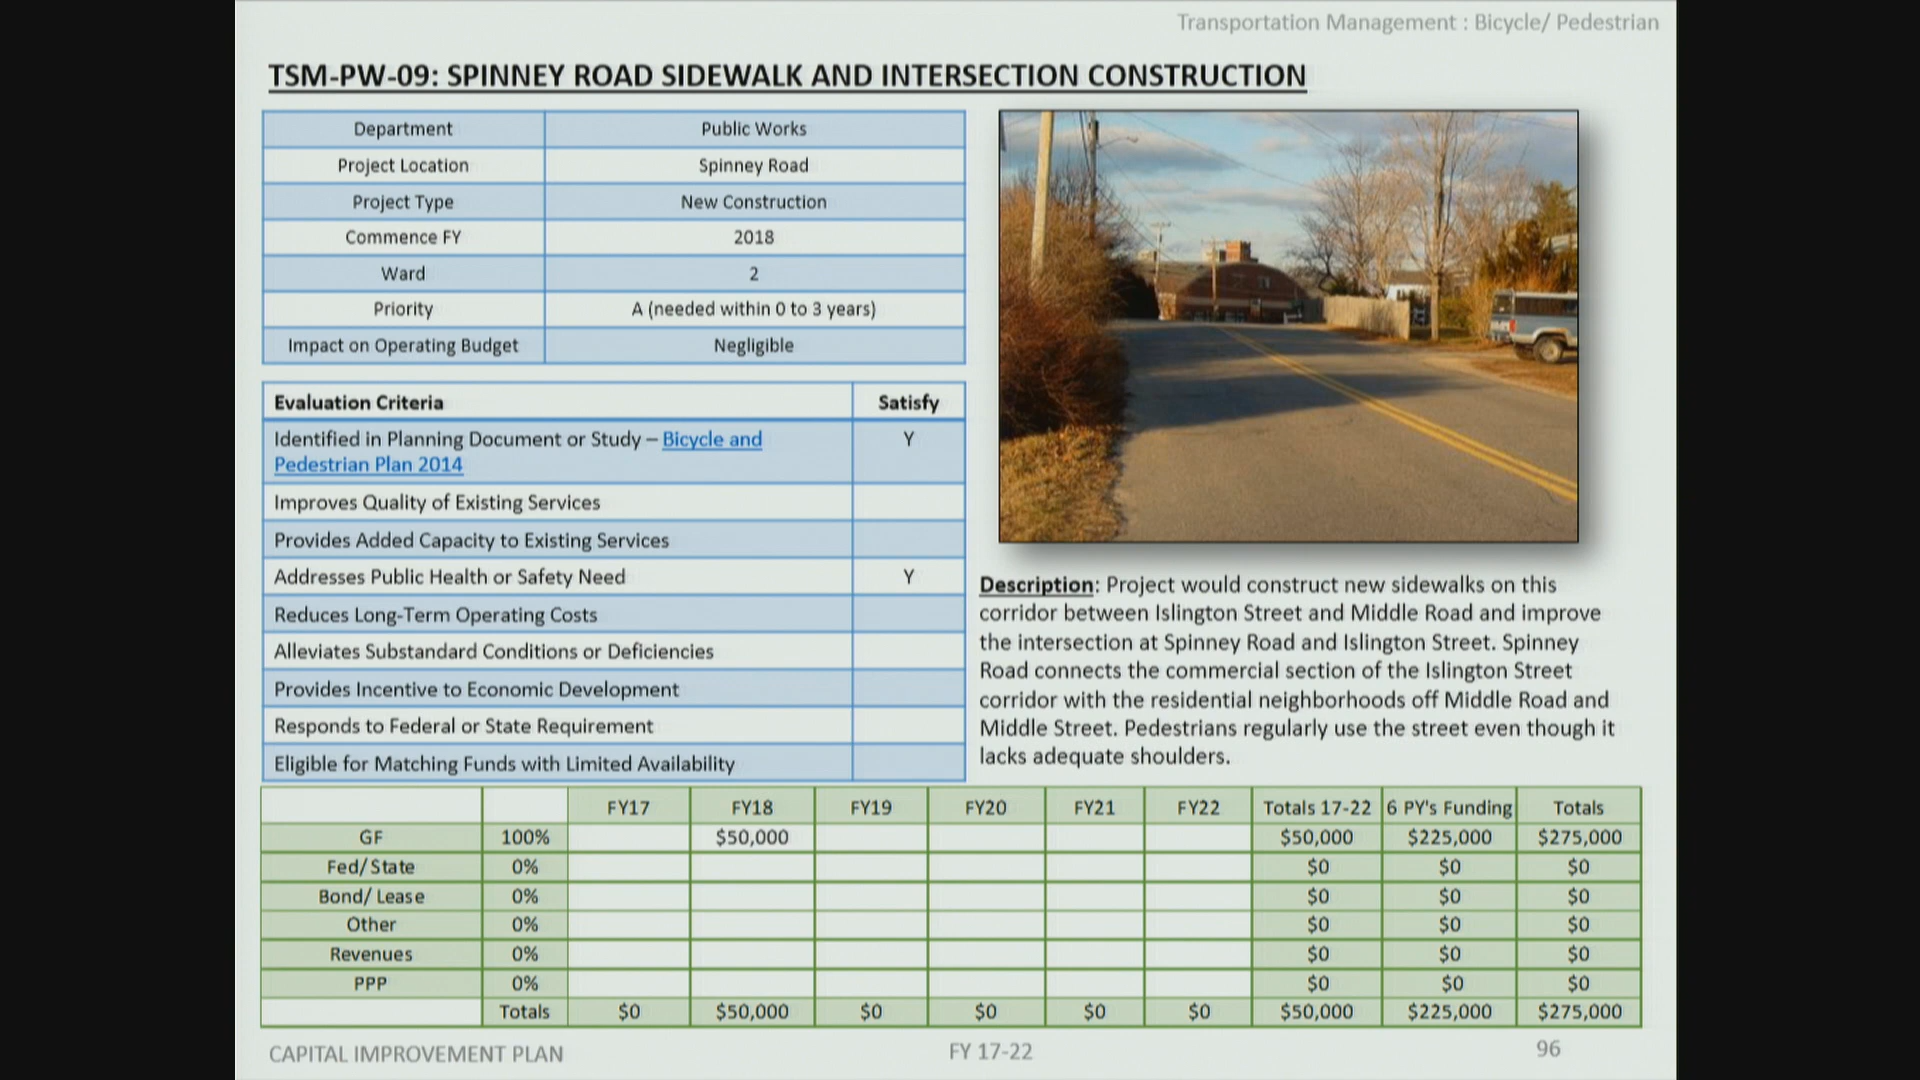 Transportation Management : Bicycle/ Pedestrian
TSM-PW-09: SPINNEY ROAD SIDEWALK AND INTERSECTION CONSTRUCTION
Department Public Works
Project Location Spinney Road
Project Type New Construction
Commence FY 2018
Ward 2
Priority A (needed within 0 to 3 years)
Impact on Operating Budget Negligible
Evaluation Criteria Satisfy
Identified in Planning Document or Study – Bicycle and Y
Pedestrian Plan 2014
Improves Quality of Existing Services
Provides Added Capacity to Existing Services
Addresses Public Health or Safety Need Y
Reduces Long-Term Operating Costs
Alleviates Substandard Conditions or Deficiencies
Provides Incentive to Economic Development
Responds to Federal or State Requirement
Eligible for Matching Funds with Limited Availability
Description: Project would construct new sidewalks on this
corridor between Islington Street and Middle Road and improve
the intersection at Spinney Road and Islington Street. Spinney
Road connects the commercial section of the Islington Street
corridor with the residential neighborhoods off Middle Road and
Middle Street. Pedestrians regularly use the street even though it
lacks adequate shoulders.
FY17 FY18 FY19 FY20 FY21 FY22 Totals 17-22 6 PY's Funding Totals
GF 100% $50,000 $50,000 $225,000 $275,000
Fed/ State 0% $0 $0 $0
Bond/ Lease 0% $0 $0 $0
Other 0% $0 $0 $0
Revenues 0% $0 $0 $0
PPP 0% $0 $0 $0
Totals $0 $50,000 $0 $0 $0 $0 $50,000 $225,000 $275,000
CAPITAL IMPROVEMENT PLAN FY 17-22 96